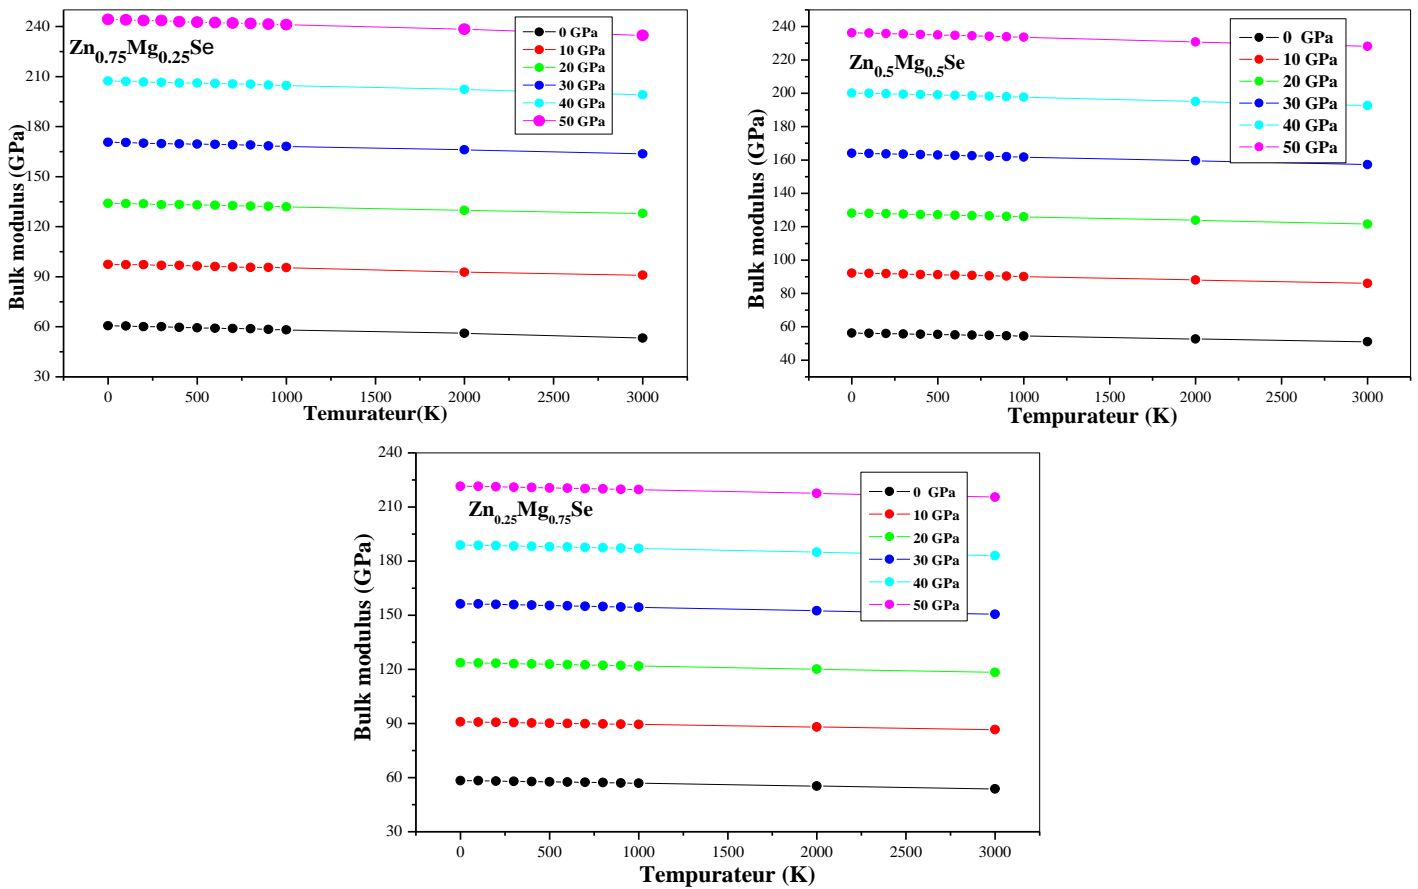 Zn0.75Mg0.25Se
0 GPa
10 GPa
20 GPa
30 GPa
40 GPa
50 GPa
Bulk modulus (GPa)
240
210
180
150
120
90
60
30
0 500 1000 1500 2000 2500 3000
Temurateur(K)
Zn0.5Mg0.5Se
0 GPa
10 GPa
20 GPa
30 GPa
40 GPa
50 GPa
Bulk modulus (GPa)
240
220
200
180
160
140
120
100
80
60
40
0 500 1000 1500 2000 2500 3000
Tempurateur (K)
Zn0.25Mg0.75Se
0 GPa
10 GPa
20 GPa
30 GPa
40 GPa
50 GPa
Bulk modulus (GPa)
240
210
180
150
120
90
60
30
0 500 1000 1500 2000 2500 3000
Tempurateur (K)